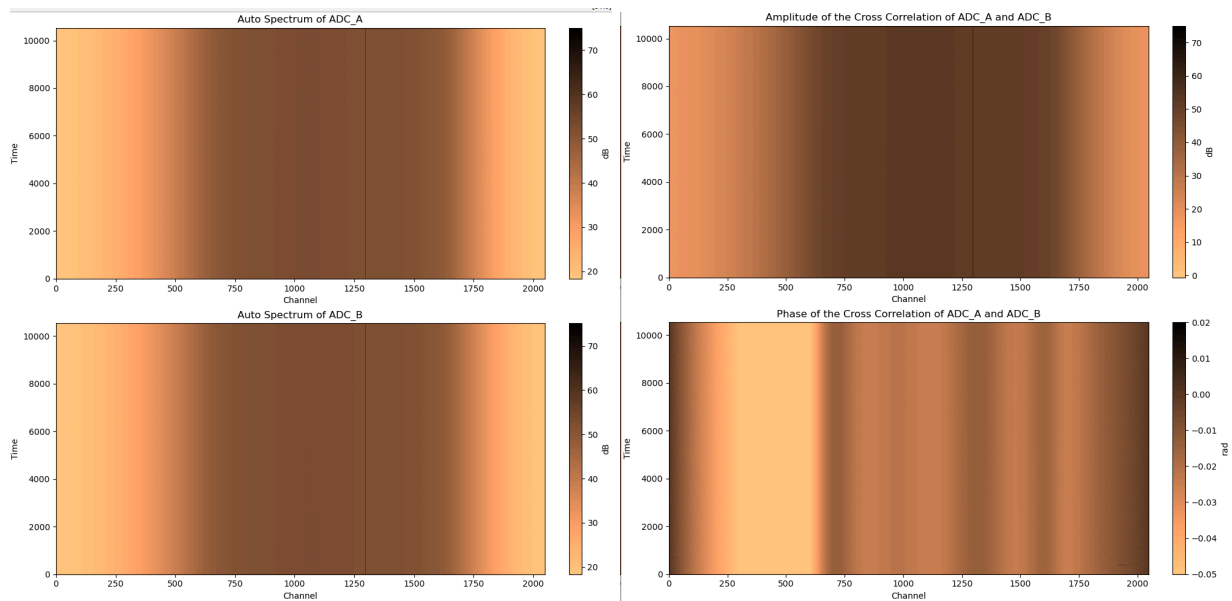 Auto Spectrum of ADC_A
10000
8000
6000
4000
2000
0
Time
0 250 500 750 1000 1250 1500 1750 2000
Channel
70
60
50
40
30
20
dB
Amplitude of the Cross Correlation of ADC_A and ADC_B
10000
8000
6000
4000
2000
0
Time
0 250 500 750 1000 1250 1500 1750 2000
Channel
70
60
50
40
30
20
10
0
dB
Auto Spectrum of ADC_B
10000
8000
6000
4000
2000
0
Time
0 250 500 750 1000 1250 1500 1750 2000
Channel
70
60
50
40
30
20
dB
Phase of the Cross Correlation of ADC_A and ADC_B
10000
8000
6000
4000
2000
0
Time
0 250 500 750 1000 1250 1500 1750 2000
Channel
0.02
0.01
0.00
−0.01
−0.02
−0.03
−0.04
−0.05
rad